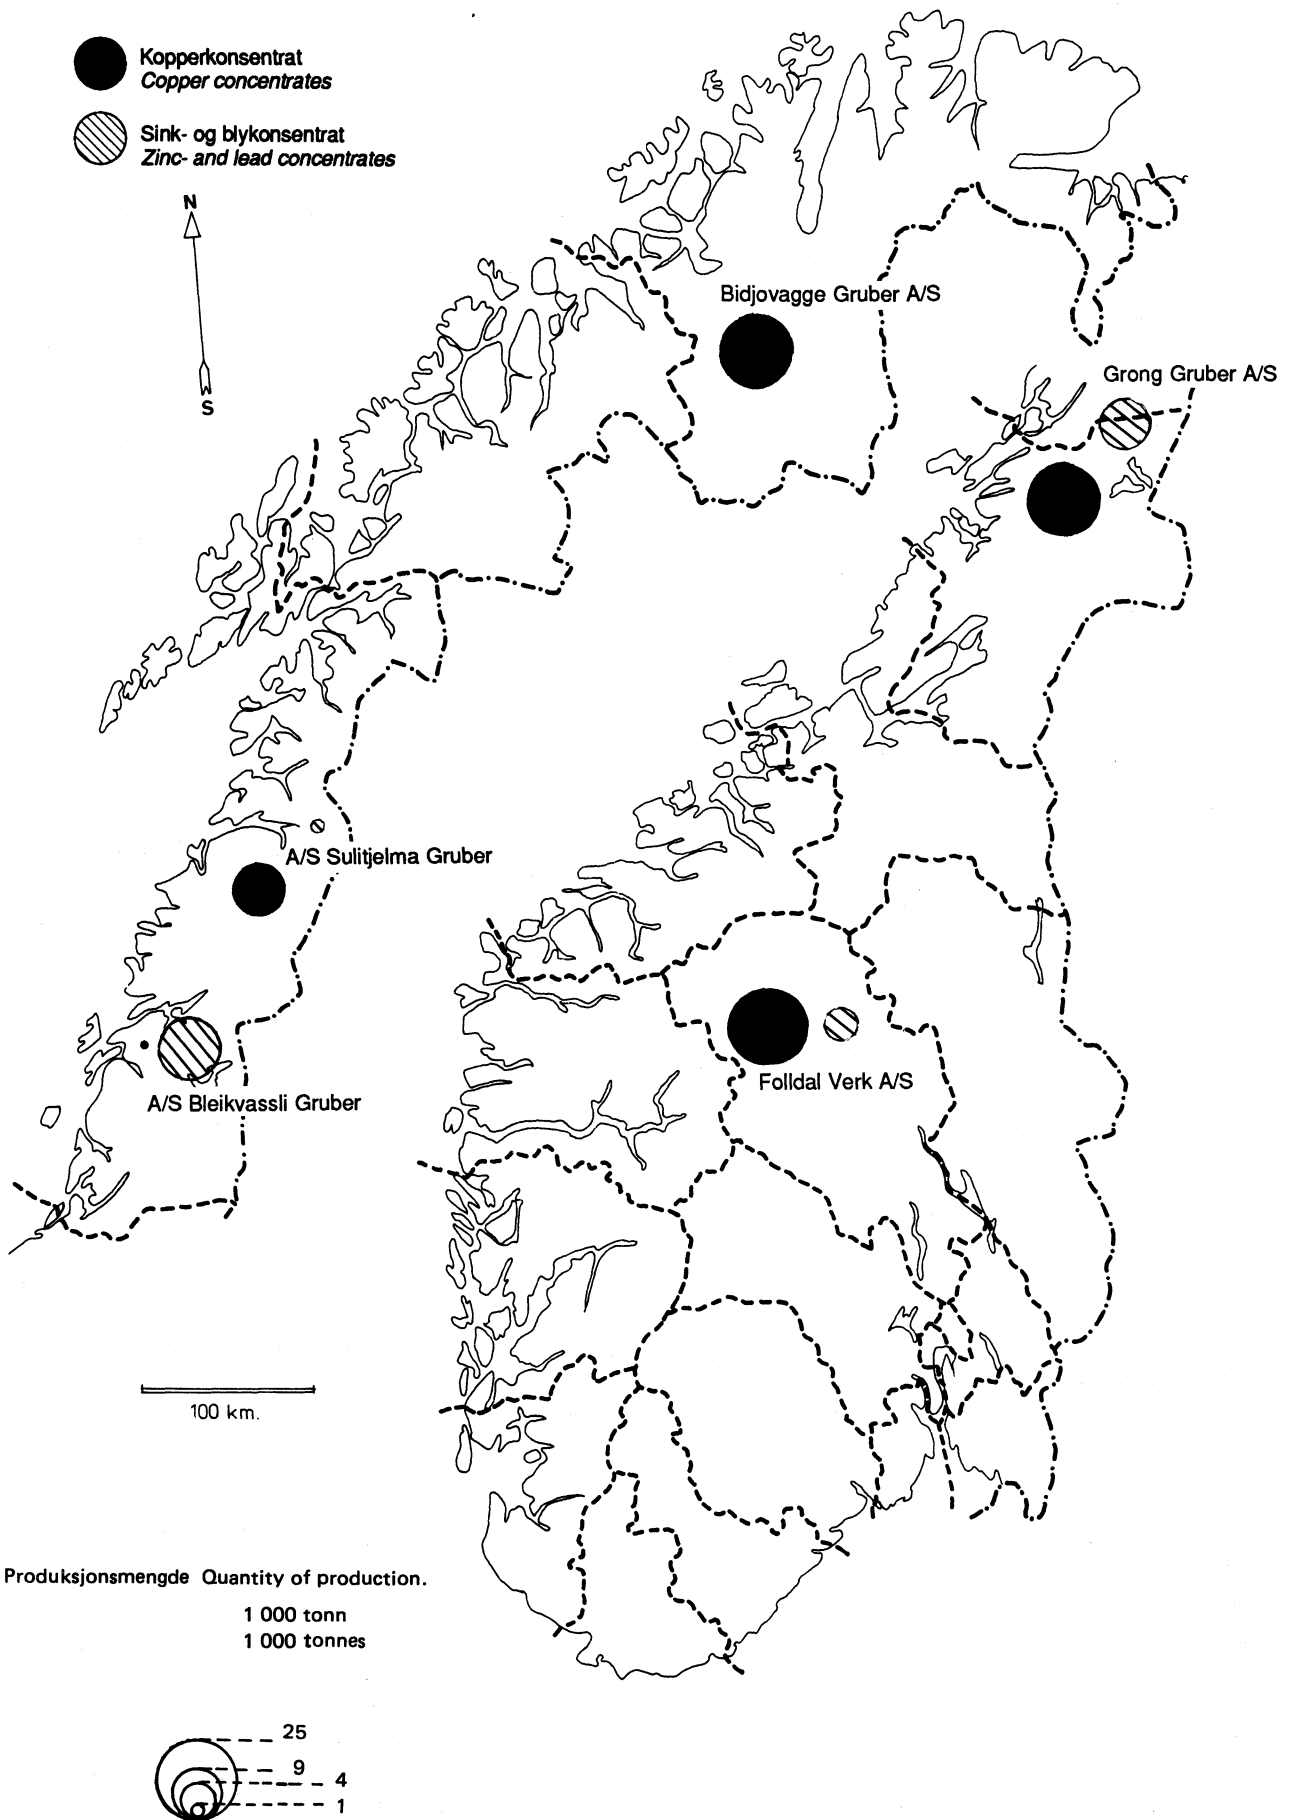 Kopperkonsentrat
Copper concentrates
Sink- og blykonsentrat
Zinc- and lead concentrates
N
S
Bidjovagge Gruber A/S
Grong Gruber A/S
A/S Sulitjelma Gruber
A/S Bleikvassli Gruber
Folldal Verk A/S
100 km.
Produksjonsmengde Quantity of production.
1 000 tonn
1 000 tonnes
25
9
4
1